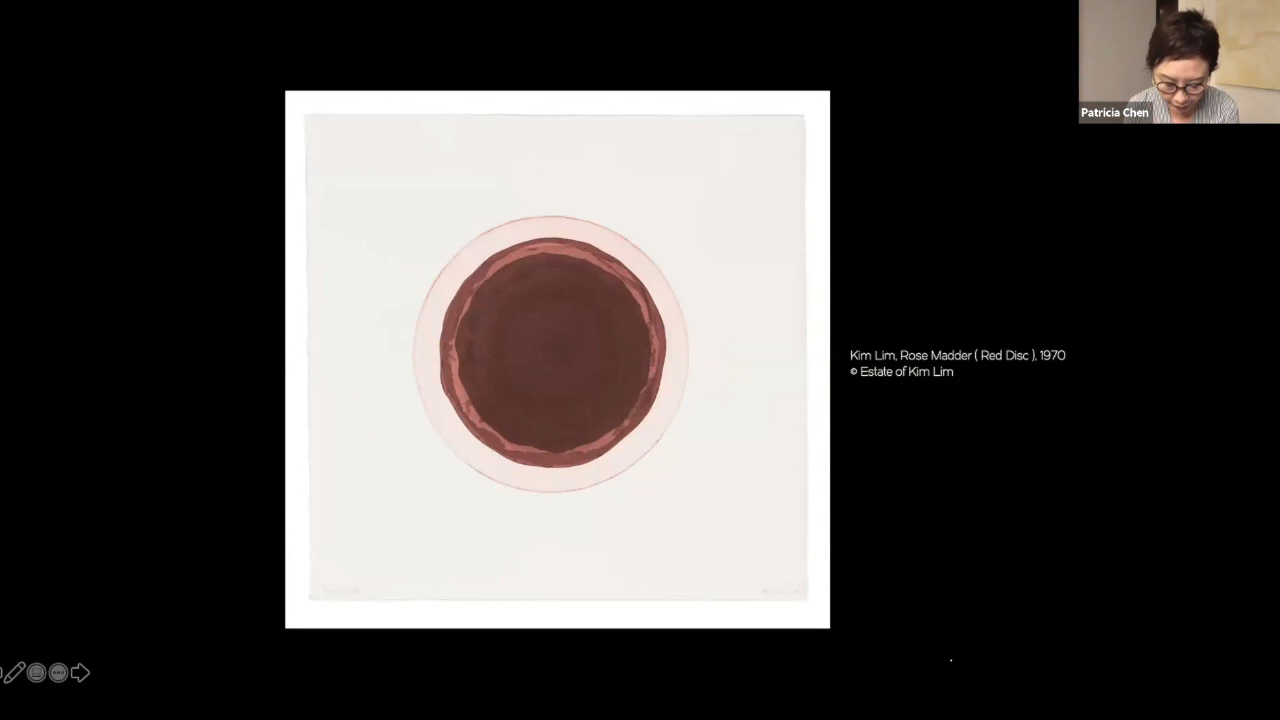 Patricia Chen
Kim Lim, Rose Madder ( Red Disc ), 1970
© Estate of Kim Lim